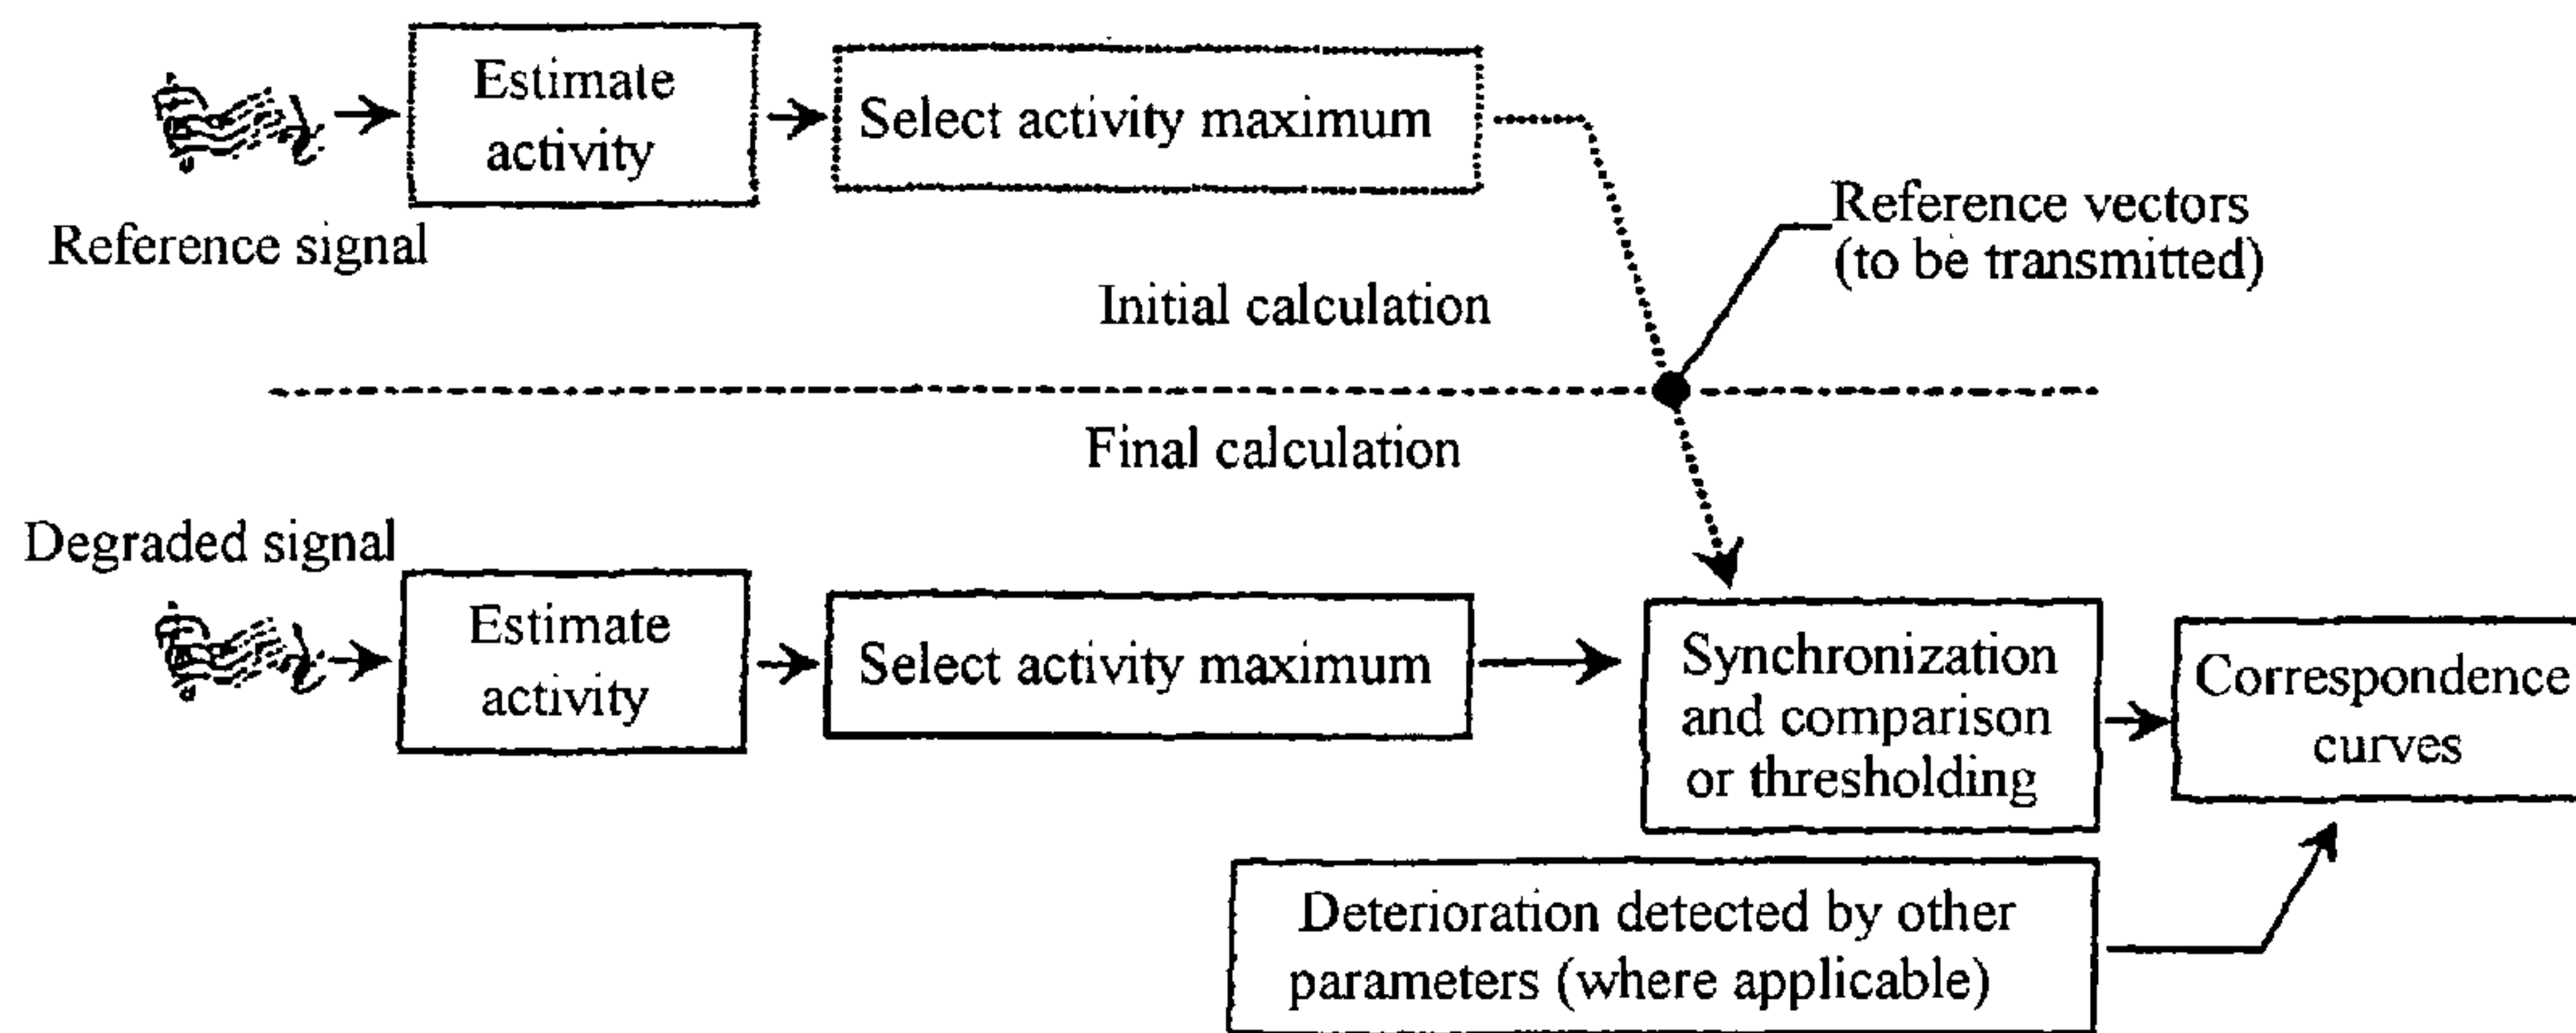 Estimate
activity
Select activity maximum
Reference signal
Reference vectors
(to be transmitted)
Initial calculation
Final calculation
Degraded signal
Estimate
activity
Select activity maximum
Synchronization
and comparison
or thresholding
Correspondence
curves
Deterioration detected by other
parameters (where applicable)